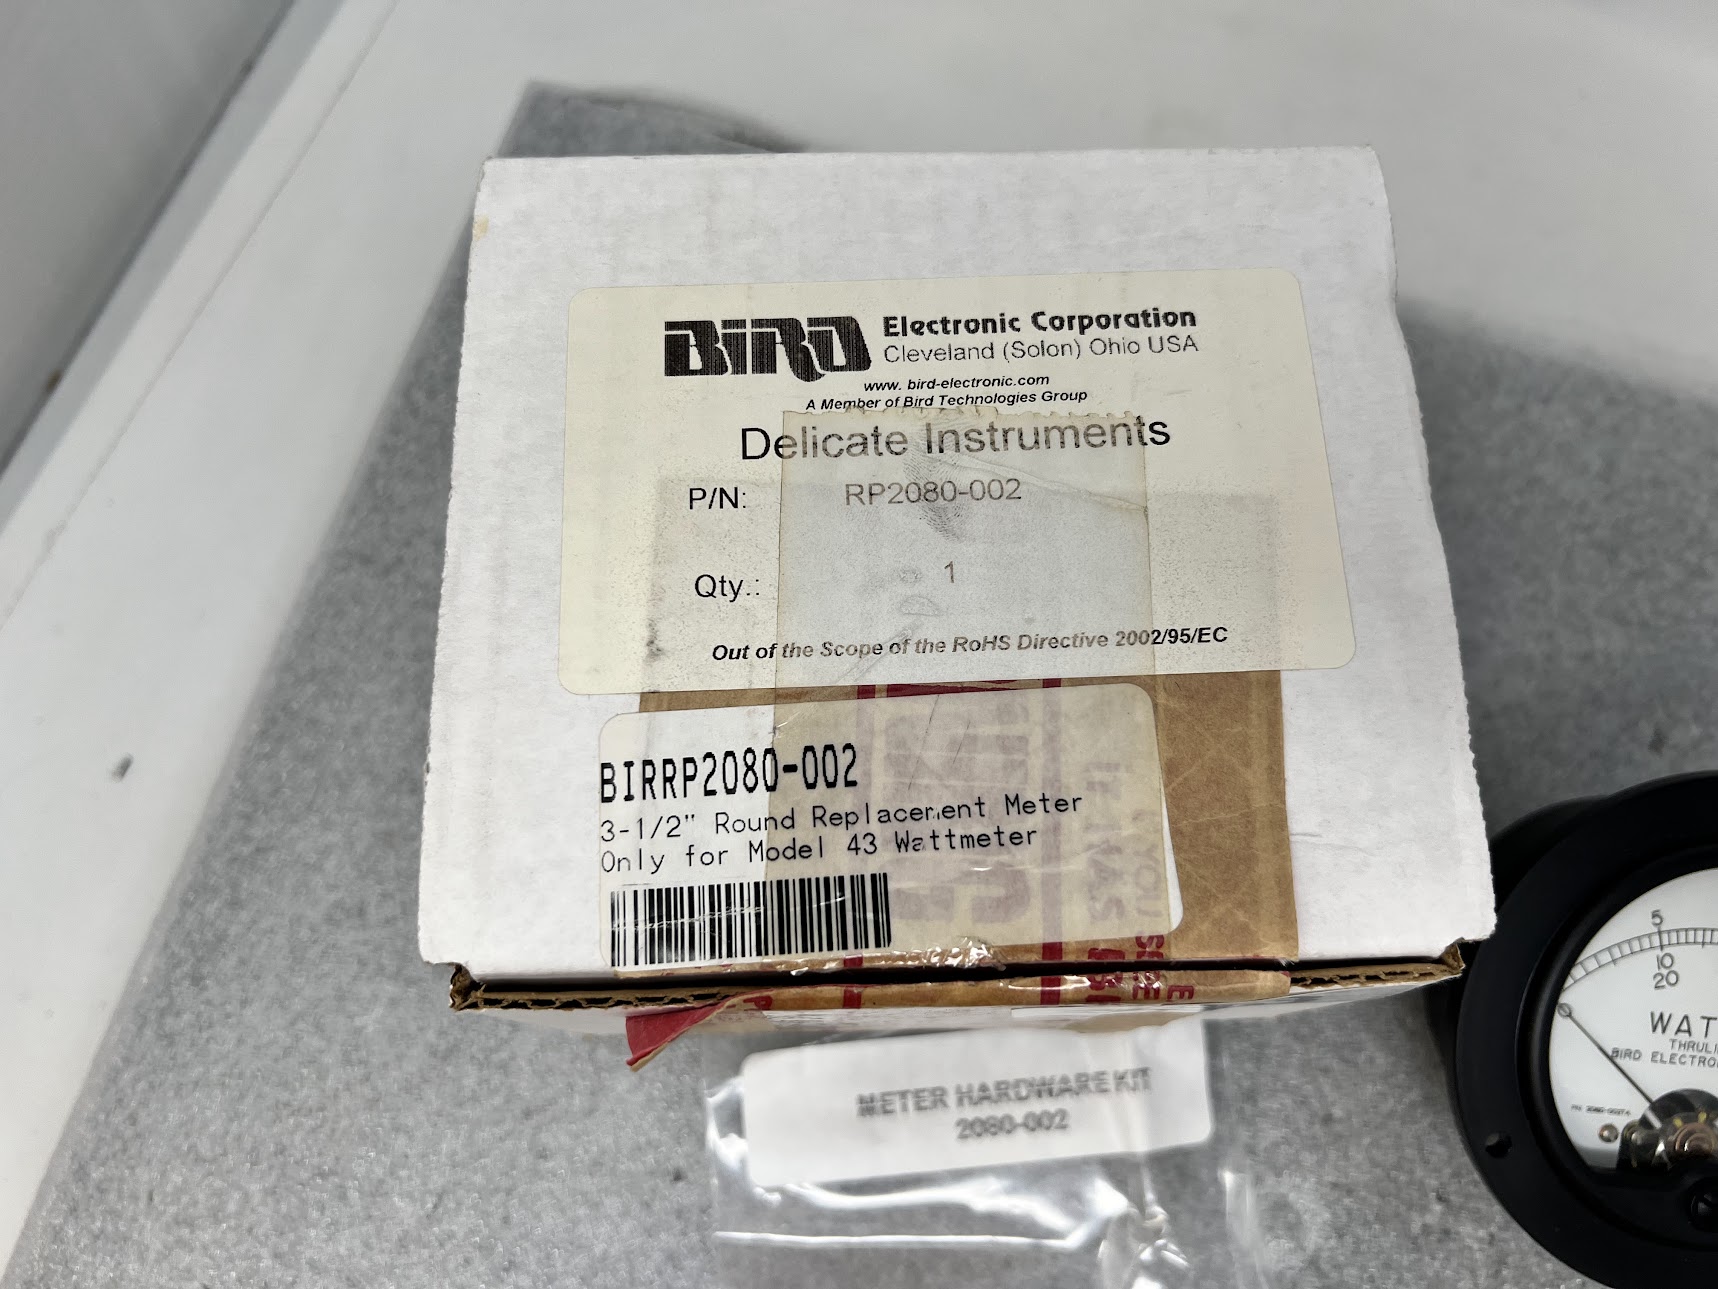 BIRD Electronic Corporation
Cleveland (Solon) Ohio USA
www. bird-electronic.com
A Member of Bird Technologies Group
Delicate Instruments
P/N: RP2080-002
Qty.: 1
Out of the Scope of the RoHS Directive 2002/95/EC
BIRRP2080-002
3-1/2" Round Replacement Meter
Only for Model 43 Wattmeter
METER HARDWARE KIT
2080-002
5
10
20
WAT
THRULI
BIRD ELECTRO